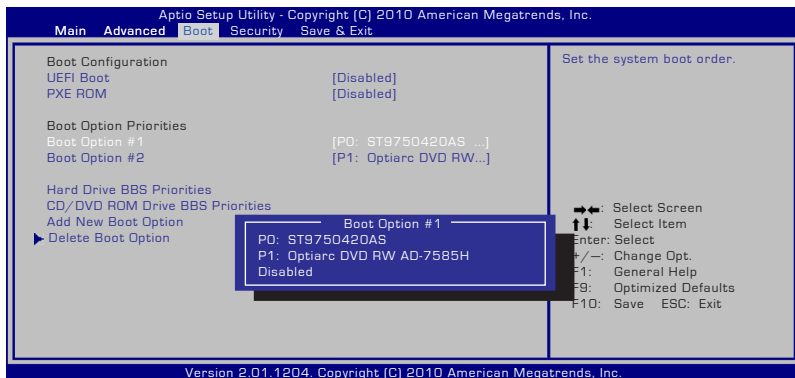 Aptio Setup Utility - Copyright (C) 2010 American Megatrends, Inc.
Main Advanced Boot Security Save & Exit
Boot Configuration
UEFI Boot [Disabled]
PXE ROM [Disabled]
Boot Option Priorities
Boot Option #1 [P0: ST9750420AS ...]
Boot Option #2 [P1: Optiarc DVD RW...]
Hard Drive BBS Priorities
CD/DVD ROM Drive BBS Priorities
Add New Boot Option
Delete Boot Option
Boot Option #1
P0: ST9750420AS
P1: Optiarc DVD RW AD-7585H
Disabled
Set the system boot order.
→←: Select Screen
↑↓: Select Item
Enter: Select
+/—: Change Opt.
F1: General Help
F9: Optimized Defaults
F10: Save ESC: Exit
Version 2.01.1204. Copyright (C) 2010 American Megatrends, Inc.